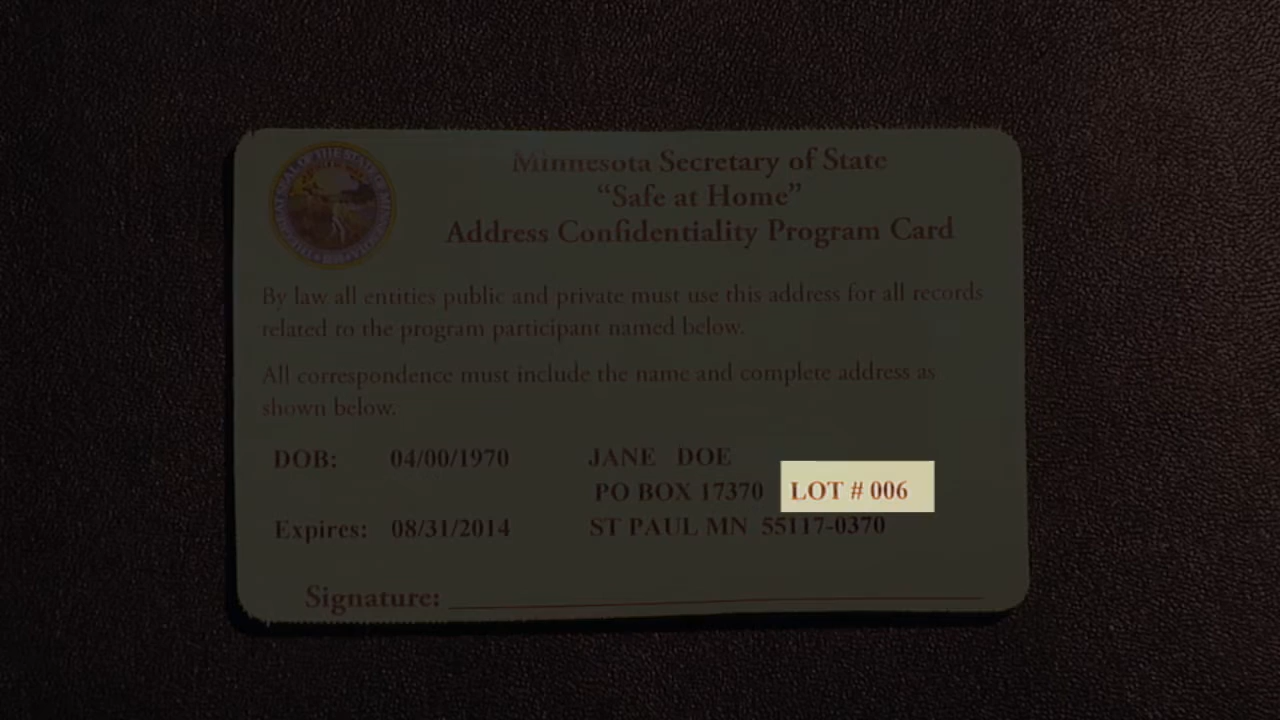 Minnesota Secretary of State
“Safe at Home”
Address Confidentiality Program Card
By law all entities public and private must use this address for all records
related to the program participant named below.
All correspondence must include the name and complete address as
shown below.
DOB: 04/00/1970 JANE DOE
PO BOX 17370 LOT # 006
Expires: 08/31/2014 ST PAUL MN 55117-0370
Signature: